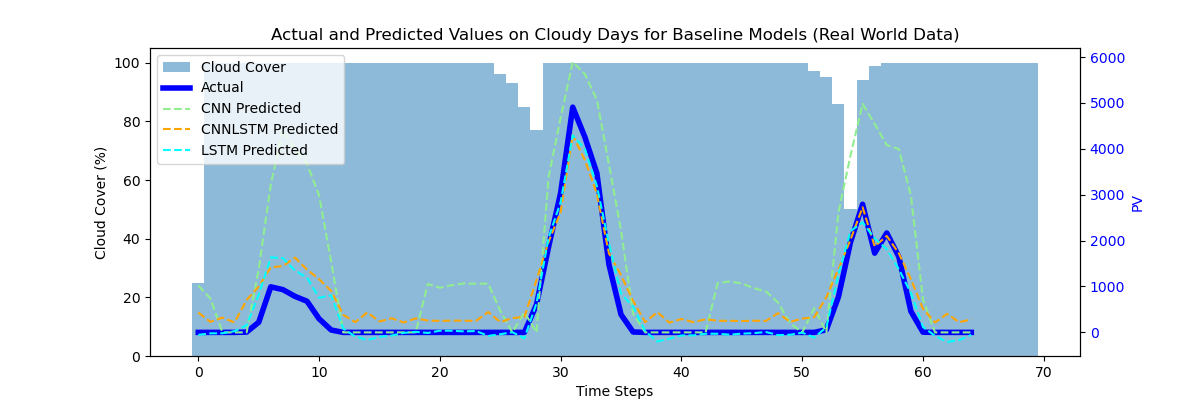 Actual and Predicted Values on Cloudy Days for Baseline Models (Real World Data)
Cloud Cover
Actual
CNN Predicted
CNNLSTM Predicted
LSTM Predicted
Cloud Cover (%)
100
80
60
40
20
0
6000
5000
4000
3000
2000
1000
0
PV
0 10 20 30 40 50 60 70
Time Steps